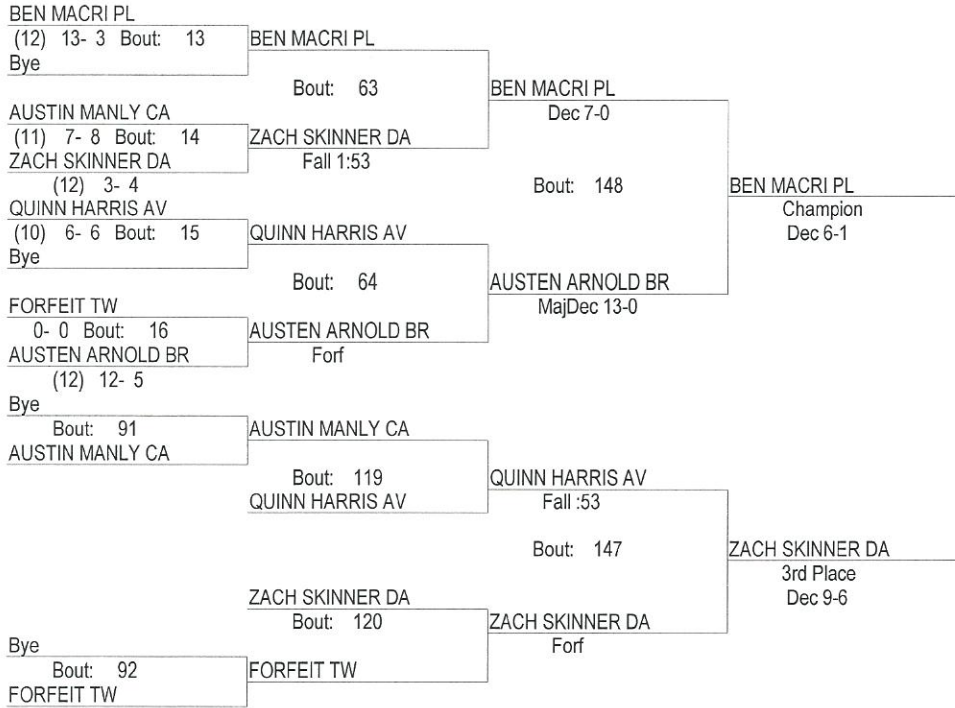 BEN MACRI PL
(12) 13- 3 Bout: 13
Bye
BEN MACRI PL
Bout: 63
AUSTIN MANLY CA
(11) 7- 8 Bout: 14
ZACH SKINNER DA
(12) 3- 4
ZACH SKINNER DA
Fall 1:53
BEN MACRI PL
Dec 7-0
QUINN HARRIS AV
(10) 6- 6 Bout: 15
Bye
QUINN HARRIS AV
Bout: 64
FORFEIT TW
0- 0 Bout: 16
AUSTEN ARNOLD BR
(12) 12- 5
AUSTEN ARNOLD BR
Forf
AUSTEN ARNOLD BR
MajDec 13-0
Bout: 148
BEN MACRI PL
Champion
Dec 6-1
Bye
Bout: 91
AUSTIN MANLY CA
AUSTIN MANLY CA
Bout: 119
QUINN HARRIS AV
QUINN HARRIS AV
Fall :53
Bout: 147
ZACH SKINNER DA
Bout: 120
Bye
Bout: 92
FORFEIT TW
FORFEIT TW
ZACH SKINNER DA
Forf
ZACH SKINNER DA
3rd Place
Dec 9-6